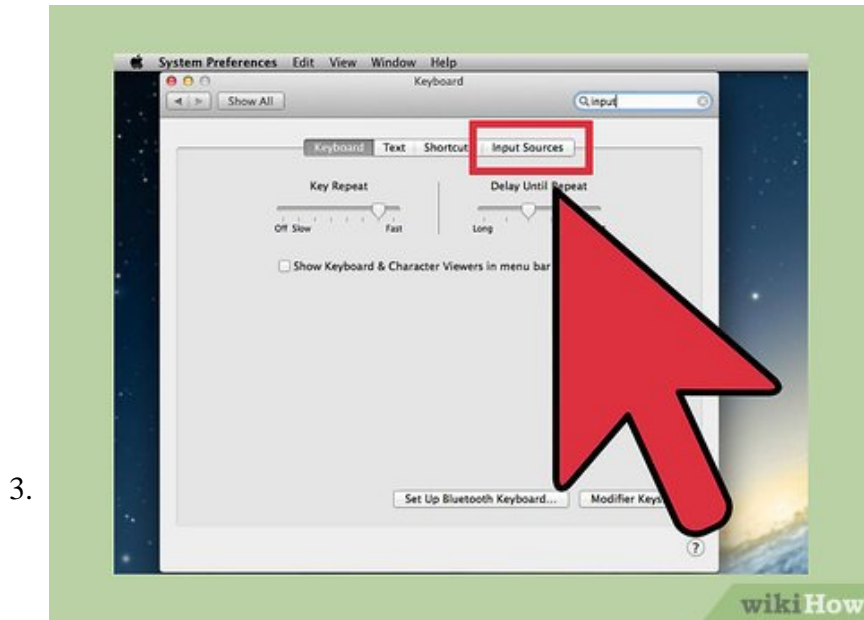 System Preferences Edit View Window Help
Keyboard
Show All
input
Keyboard Text Shortcut Input Sources
Key Repeat Delay Until Repeat
Off Slow Fast Long
Show Keyboard & Character Viewers in menu bar
3.
Set Up Bluetooth Keyboard... Modifier Keys
?
wikiHow